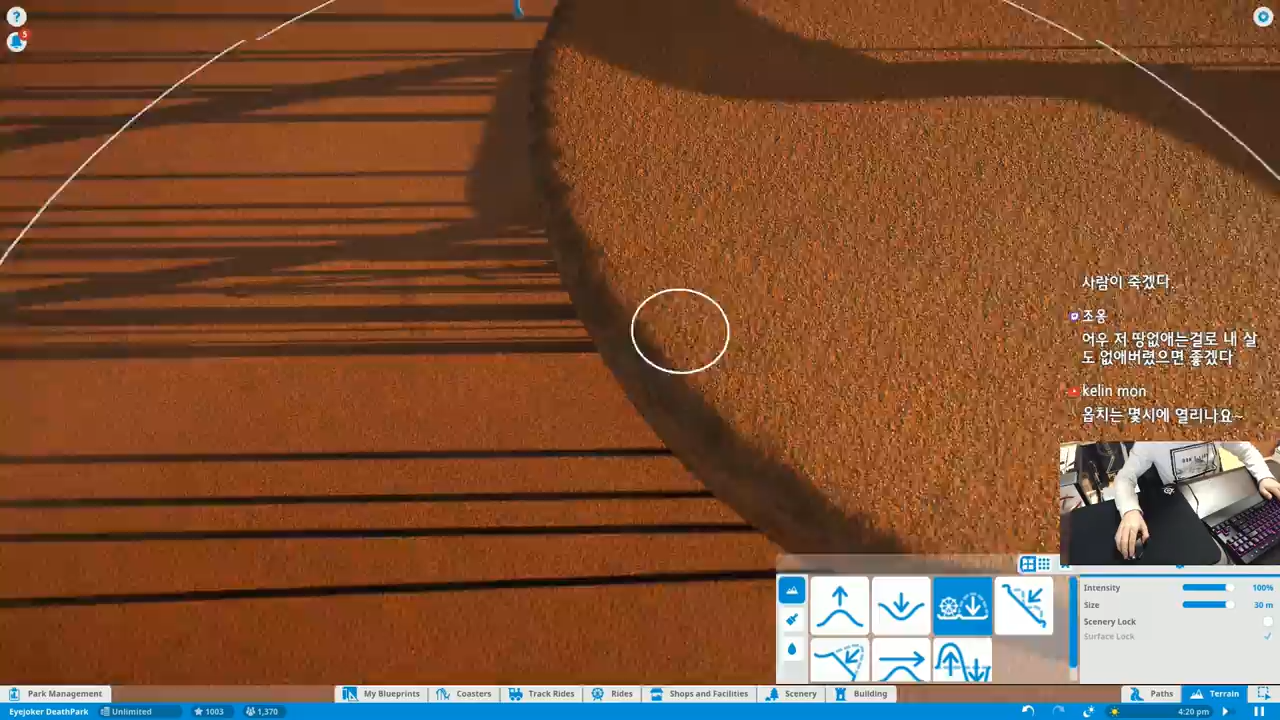 ?
5
사람이 죽겠다
조옹
어우 저 땅없애는걸로 내 살
도 없애버렸으면 좋겠다
kelin mon
옵치는 몇시에 열리나요~
Intensity 100%
Size 30 m
Scenery Lock
Surface Lock
Park Management
My Blueprints
Coasters
Track Rides
Rides
Shops and Facilities
Scenery
Building
Paths
Terrain
Eyejoker DeathPark
Unlimited
1003
1,370
4:20 pm